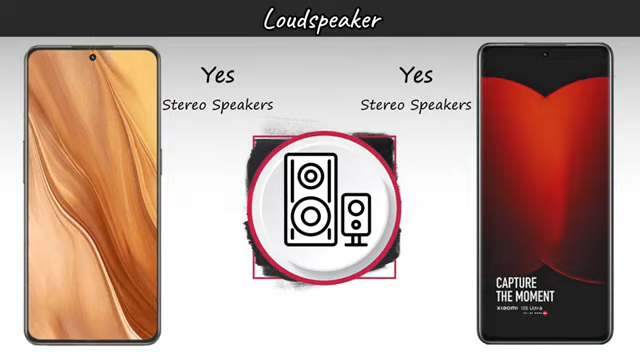 Loudspeaker
Yes
Stereo Speakers
Yes
Stereo Speakers
CAPTURE
THE MOMENT
xiaomi 12S Ultra